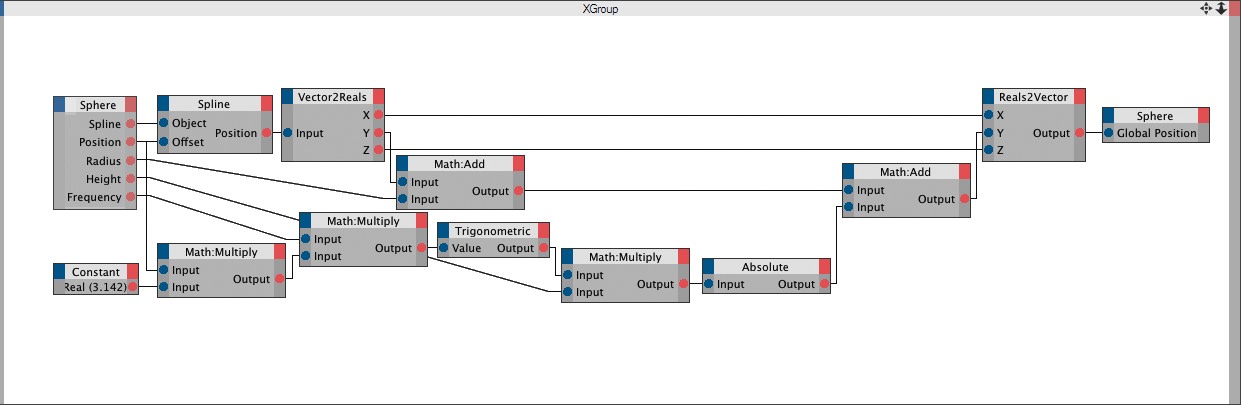 XGroup
Sphere
Spline
Position
Radius
Height
Frequency
Spline
Object
Position
Offset
Vector2Reals
X
Input
Y
Z
Math:Add
Input
Output
Input
Math:Multiply
Input
Output
Input
Constant
Real (3.142)
Math:Multiply
Input
Output
Input
Trigonometric
Value Output
Math:Multiply
Input
Output
Input
Absolute
Input Output
Math:Add
Input
Output
Input
Reals2Vector
X
Y Output
Z
Sphere
Global Position